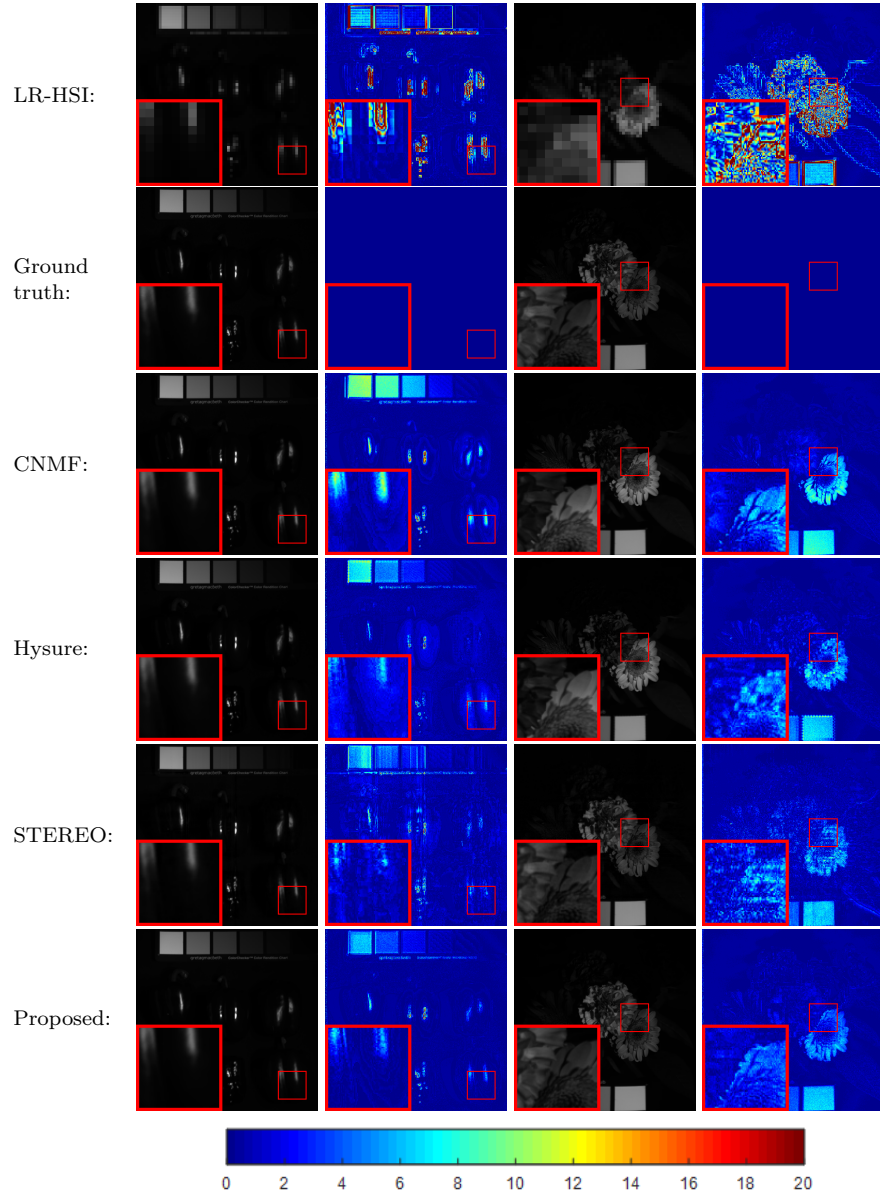 LR-HSI:
Ground
truth:
CNMF:
Hysure:
STEREO:
Proposed:
0 2 4 6 8 10 12 14 16 18 20